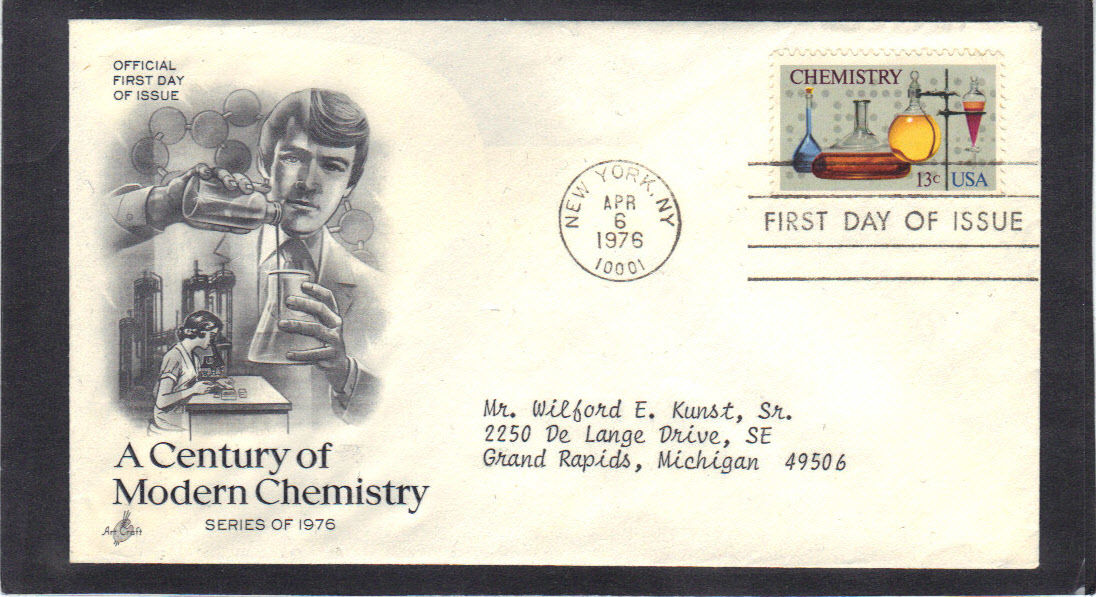 OFFICIAL
FIRST DAY
OF ISSUE
CHEMISTRY
13c USA
NEW YORK, NY
APR
6
1976
10001
FIRST DAY OF ISSUE
Mr. Wilford E. Kunst, Sr.
2250 De Lange Drive, SE
Grand Rapids, Michigan 49506
A Century of
Modern Chemistry
SERIES OF 1976
Art Craft